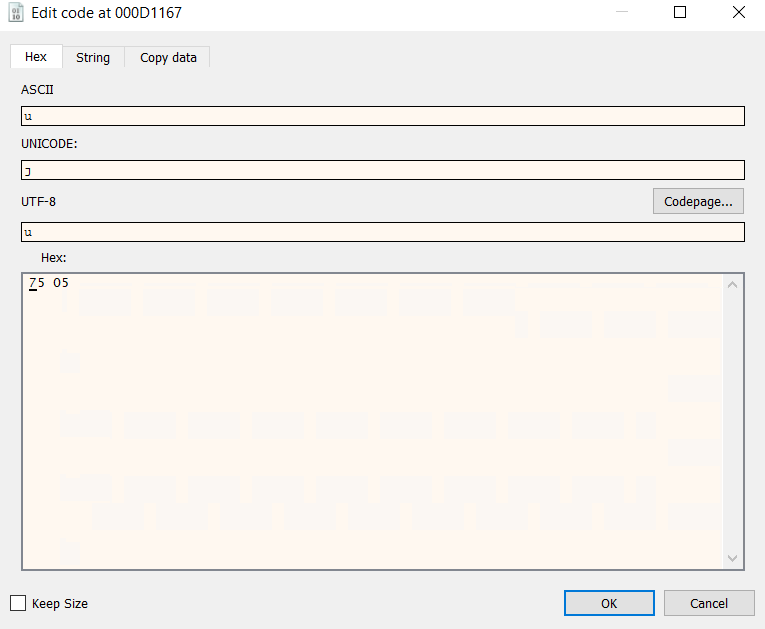 Edit code at 000D1167
Hex String Copy data
ASCII
u
UNICODE:
յ
UTF-8
Codepage...
u
Hex:
75 05
Keep Size
OK Cancel